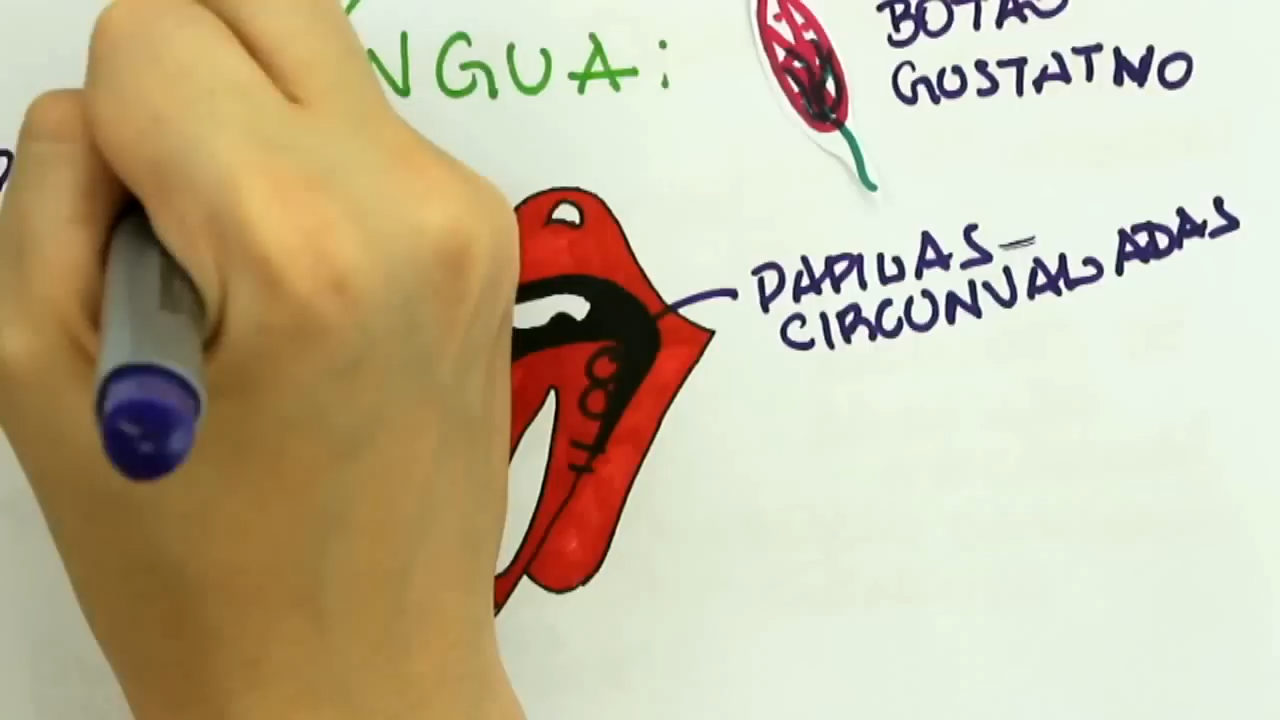 NGUA:
BOTÃO
GUSTATIVO
PAPILAS
CIRCUNVALADAS